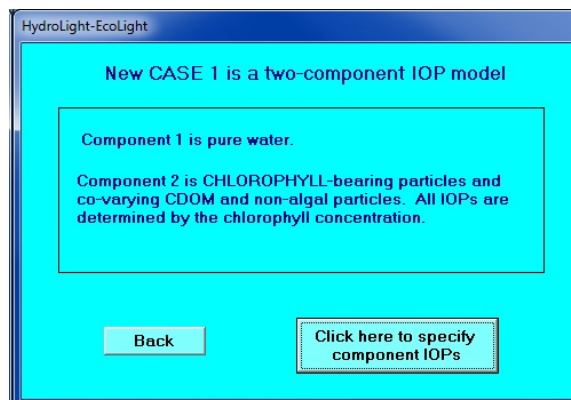 HydroLight-EcoLight
New CASE 1 is a two-component IOP model
Component 1 is pure water.
Component 2 is CHLOROPHYLL-bearing particles and
co-varying CDOM and non-algal particles.  All IOPs are
determined by the chlorophyll concentration.
Back
Click here to specify
component IOPs